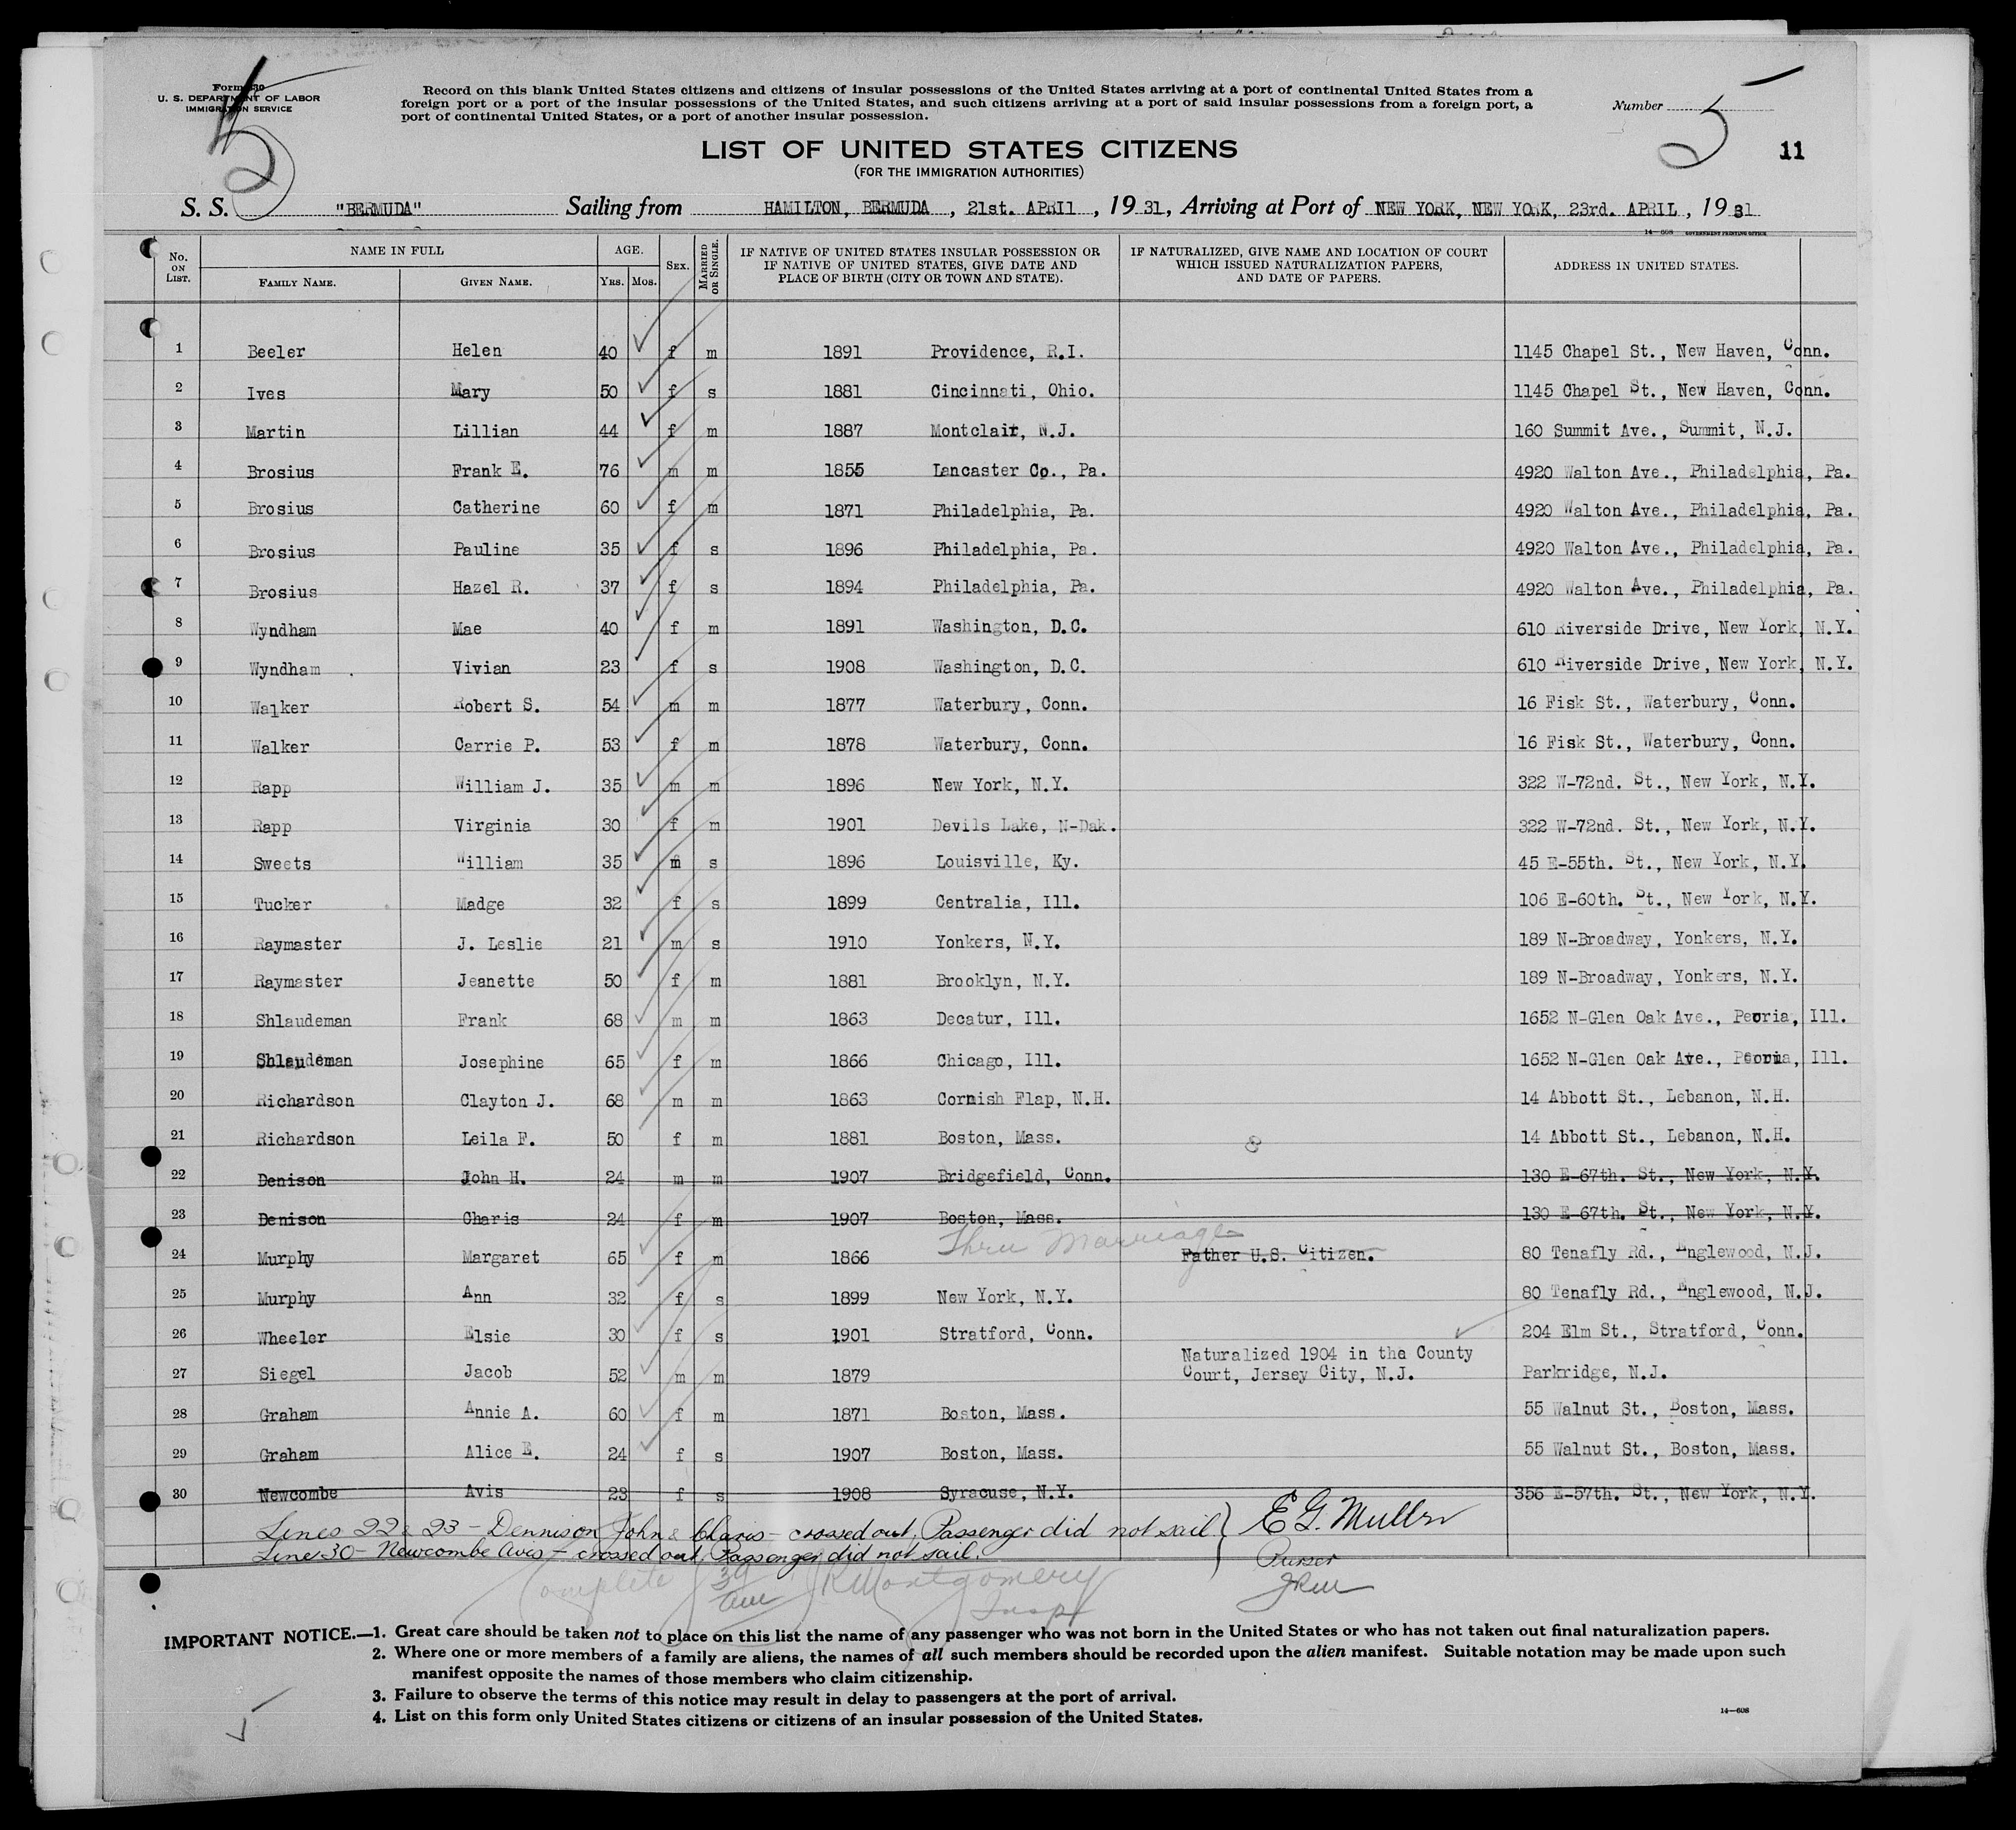 5
Form 630
U. S. DEPARTMENT OF LABOR
IMMIGRATION SERVICE
Record on this blank United States citizens and citizens of insular possessions of the United States arriving at a port of continental United States from a
foreign port or a port of the insular possessions of the United States, and such citizens arriving at a port of said insular possessions from a foreign port, a
port of continental United States, or a port of another insular possession.
Number 5
11
LIST OF UNITED STATES CITIZENS
(FOR THE IMMIGRATION AUTHORITIES)
S. S. "BERMUDA" Sailing from HAMILTON, BERMUDA, 21st. APRIL, 1931, Arriving at Port of NEW YORK, NEW YORK, 23rd. APRIL, 1931
14—608 GOVERNMENT PRINTING OFFICE
No. ON LIST. NAME IN FULL FAMILY NAME. GIVEN NAME. AGE. YRS. MOS. SEX. MARRIED OR SINGLE. IF NATIVE OF UNITED STATES INSULAR POSSESSION OR IF NATIVE OF UNITED STATES, GIVE DATE AND PLACE OF BIRTH (CITY OR TOWN AND STATE). IF NATURALIZED, GIVE NAME AND LOCATION OF COURT WHICH ISSUED NATURALIZATION PAPERS, AND DATE OF PAPERS. ADDRESS IN UNITED STATES.
1 Beeler Helen 40 f m 1891 Providence, R.I. 1145 Chapel St., New Haven, Conn.
2 Ives Mary 50 f s 1881 Cincinnati, Ohio. 1145 Chapel St., New Haven, Conn.
3 Martin Lillian 44 f m 1887 Montclair, N.J. 160 Summit Ave., Summit, N.J.
4 Brosius Frank E. 76 m m 1855 Lancaster Co., Pa. 4920 Walton Ave., Philadelphia, Pa.
5 Brosius Catherine 60 f m 1871 Philadelphia, Pa. 4920 Walton Ave., Philadelphia, Pa.
6 Brosius Pauline 35 f s 1896 Philadelphia, Pa. 4920 Walton Ave., Philadelphia, Pa.
7 Brosius Hazel R. 37 f s 1894 Philadelphia, Pa. 4920 Walton Ave., Philadelphia, Pa.
8 Wyndham Mae 40 f m 1891 Washington, D.C. 610 Riverside Drive, New York, N.Y.
9 Wyndham Vivian 23 f s 1908 Washington, D.C. 610 Riverside Drive, New York, N.Y.
10 Walker Robert S. 54 m m 1877 Waterbury, Conn. 16 Fisk St., Waterbury, Conn.
11 Walker Carrie P. 53 f m 1878 Waterbury, Conn. 16 Fisk St., Waterbury, Conn.
12 Rapp William J. 35 m m 1896 New York, N.Y. 322 W-72nd. St., New York, N.Y.
13 Rapp Virginia 30 f m 1901 Devils Lake, N-Dak. 322 W-72nd. St., New York, N.Y.
14 Sweets William 35 m s 1896 Louisville, Ky. 45 E-55th. St., New York, N.Y.
15 Tucker Madge 32 f s 1899 Centralia, Ill. 106 E-60th. St., New York, N.Y.
16 Raymaster J. Leslie 21 m s 1910 Yonkers, N.Y. 189 N-Broadway, Yonkers, N.Y.
17 Raymaster Jeanette 50 f m 1881 Brooklyn, N.Y. 189 N-Broadway, Yonkers, N.Y.
18 Shlaudeman Frank 68 m m 1863 Decatur, Ill. 1652 N-Glen Oak Ave., Peoria, Ill.
19 Shlaudeman Josephine 65 f m 1866 Chicago, Ill. 1652 N-Glen Oak Ave., Peoria, Ill.
20 Richardson Clayton J. 68 m m 1863 Cornish Flap, N.H. 14 Abbott St., Lebanon, N.H.
21 Richardson Leila F. 50 f m 1881 Boston, Mass. 14 Abbott St., Lebanon, N.H.
22 Denison John H. 24 m m 1907 Bridgefield, Conn. 130 E-67th. St., New York, N.Y.
23 Denison Charis 24 f m 1907 Boston, Mass. 130 E-67th. St., New York, N.Y.
Thru Marriage
24 Murphy Margaret 65 f m 1866 Father U.S. Citizen. 80 Tenafly Rd., Englewood, N.J.
25 Murphy Ann 32 f s 1899 New York, N.Y. 80 Tenafly Rd., Englewood, N.J.
26 Wheeler Elsie 30 f s 1901 Stratford, Conn. 204 Elm St., Stratford, Conn.
Naturalized 1904 in the County
27 Siegel Jacob 52 m m 1879 Court, Jersey City, N.J. Parkridge, N.J.
28 Graham Annie A. 60 f m 1871 Boston, Mass. 55 Walnut St., Boston, Mass.
29 Graham Alice E. 24 f s 1907 Boston, Mass. 55 Walnut St., Boston, Mass.
30 Newcombe Avis 23 f s 1908 Syracuse, N.Y. 356 E-57th. St., New York, N.Y.
Lines 22 & 23 - Dennison John & Charis - crossed out, Passenger did not sail } E G. Muller
Line 30 - Newcombe Avis - crossed out, Passenger did not sail.
Purser
Complete JR Montgomery
Insp
IMPORTANT NOTICE.—1. Great care should be taken not to place on this list the name of any passenger who was not born in the United States or who has not taken out final naturalization papers.
2. Where one or more members of a family are aliens, the names of all such members should be recorded upon the alien manifest. Suitable notation may be made upon such
manifest opposite the names of those members who claim citizenship.
3. Failure to observe the terms of this notice may result in delay to passengers at the port of arrival.
4. List on this form only United States citizens or citizens of an insular possession of the United States.
14—608